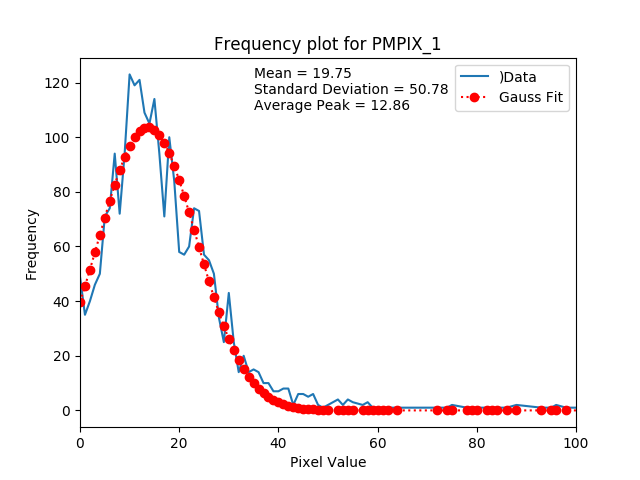 Frequency plot for PMPIX_1
Mean = 19.75
Standard Deviation = 50.78
Average Peak = 12.86
)Data
Gauss Fit
Frequency
120
100
80
60
40
20
0
0 20 40 60 80 100
Pixel Value